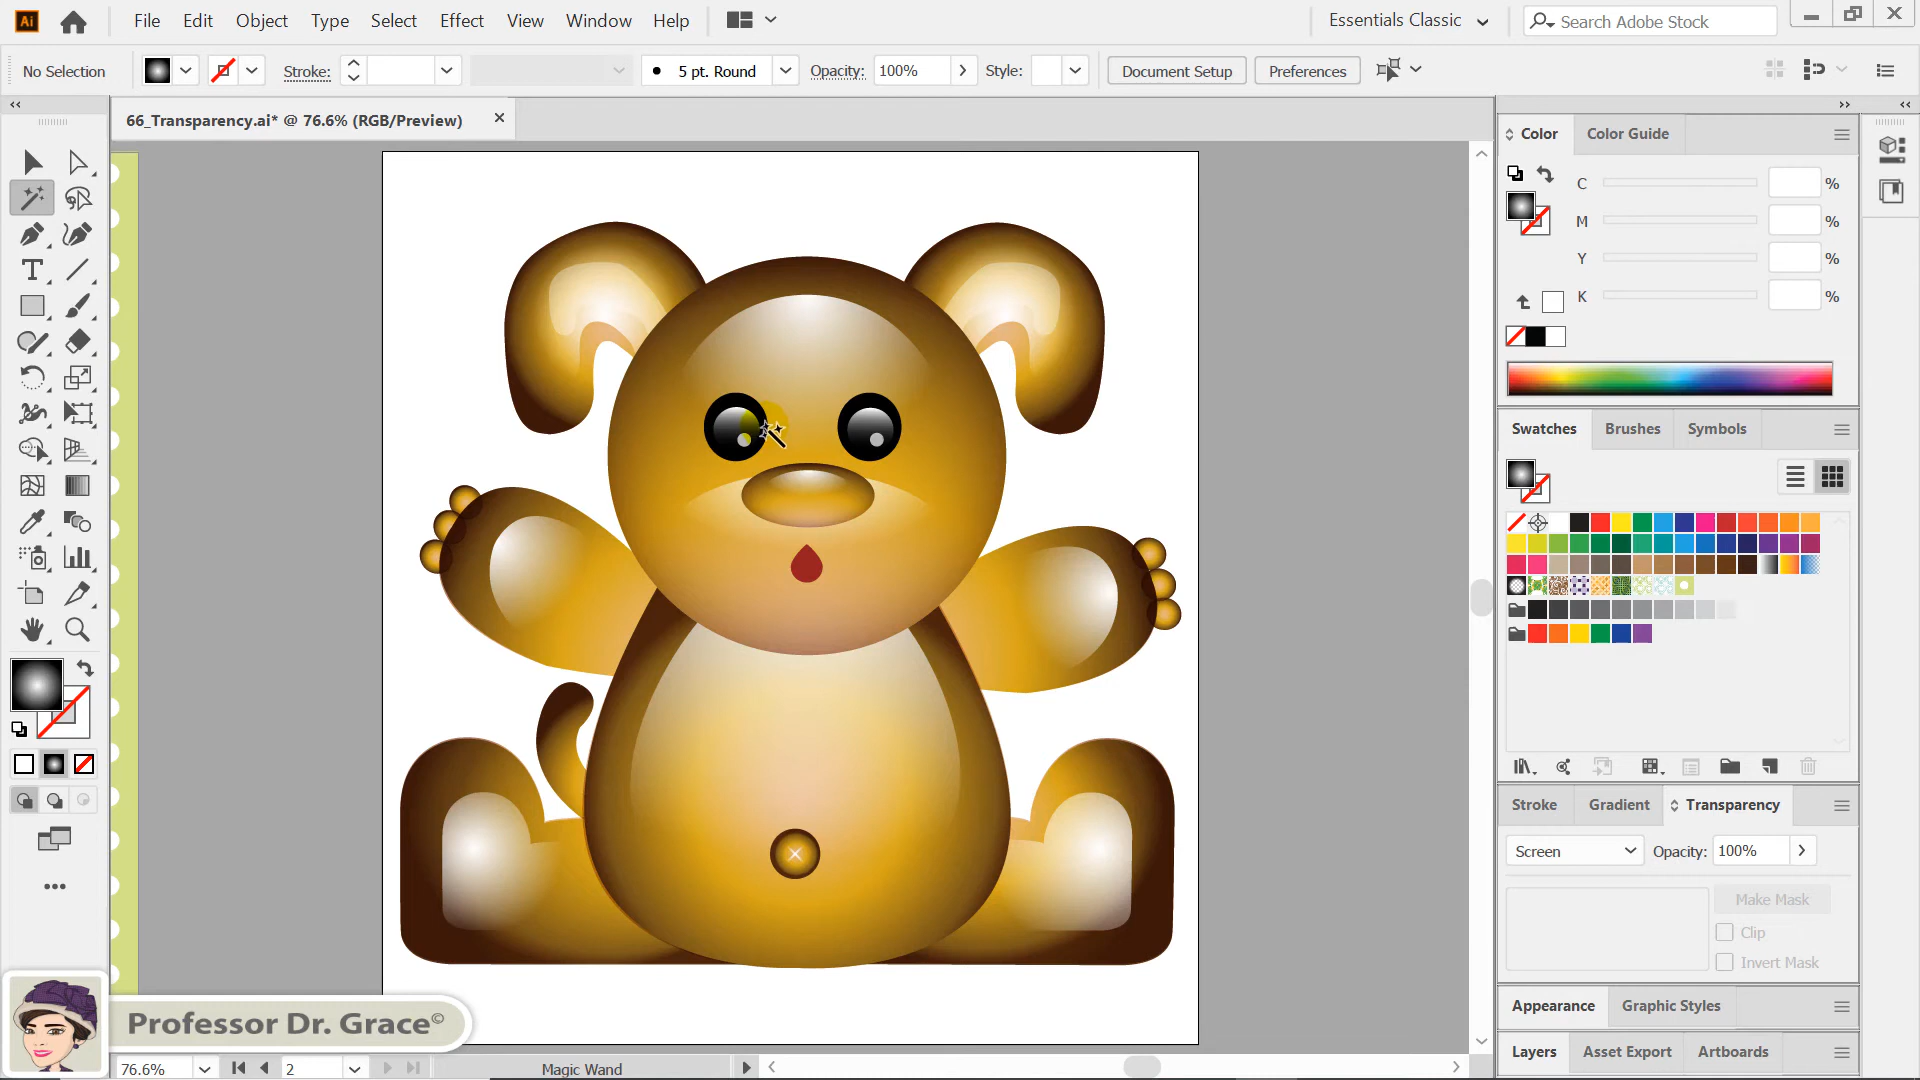 Ai File Edit Object Type Select Effect View Window Help Essentials Classic Search Adobe Stock
No Selection Stroke: 5 pt. Round Opacity: 100% Style: Document Setup Preferences
66_Transparency.ai* @ 76.6% (RGB/Preview)
Color Color Guide
C %
M %
Y %
K %
Swatches Brushes Symbols
Stroke Gradient Transparency
Screen Opacity: 100%
Make Mask
Clip
Invert Mask
Appearance Graphic Styles
Layers Asset Export Artboards
Professor Dr. Grace©
76.6% 2 Magic Wand